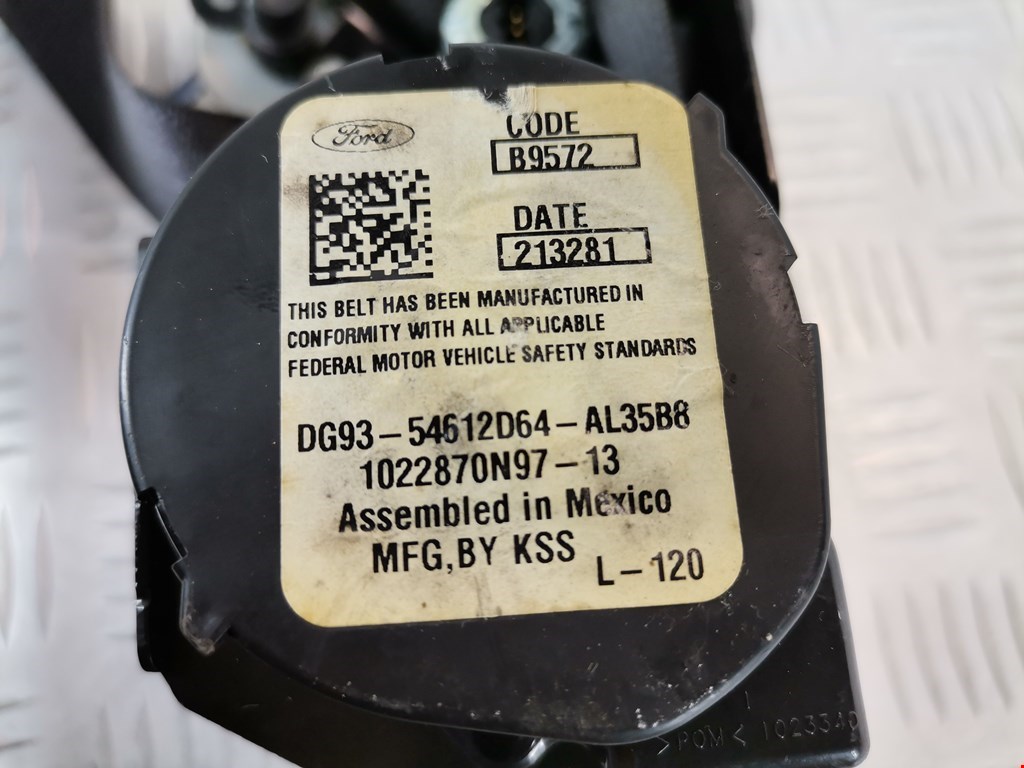 Ford
CODE
B9572
DATE
213281
THIS BELT HAS BEEN MANUFACTURED IN
CONFORMITY WITH ALL APPLICABLE
FEDERAL MOTOR VEHICLE SAFETY STANDARDS
DG93-54612D64-AL35B8
1022870N97-13
Assembled in Mexico
MFG,BY KSS
L-120
>POM<